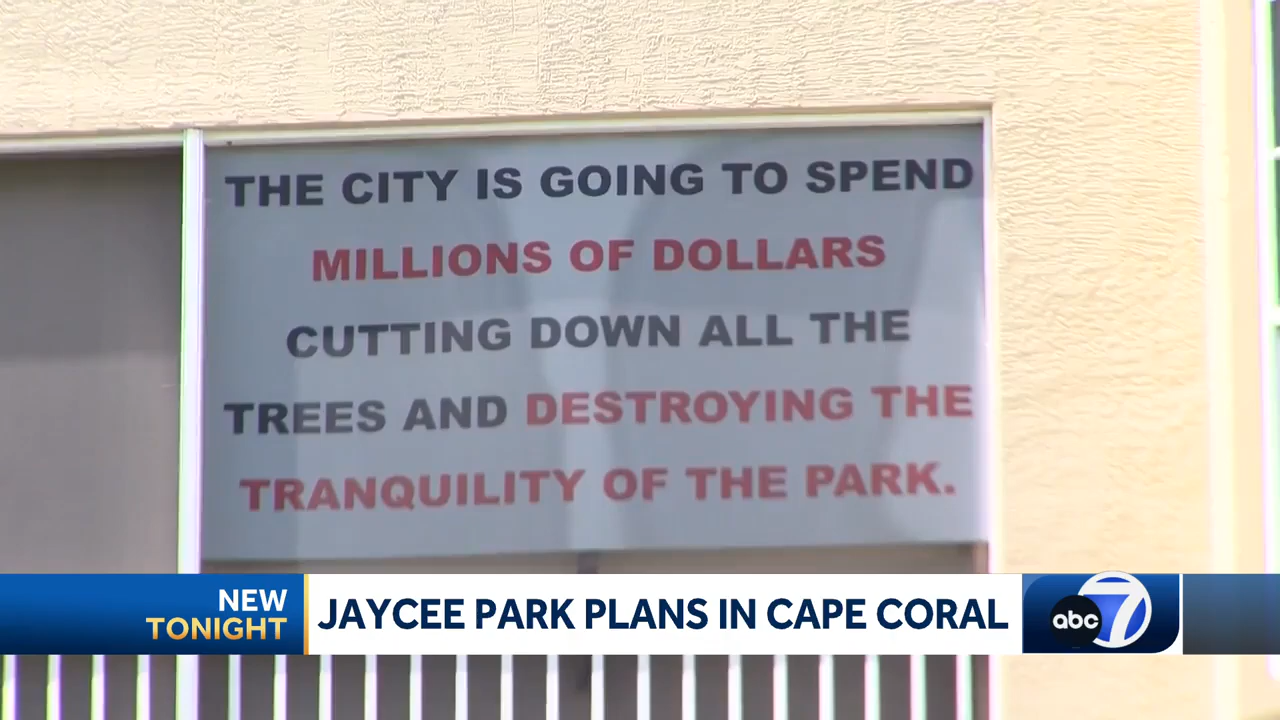 THE CITY IS GOING TO SPEND
MILLIONS OF DOLLARS
CUTTING DOWN ALL THE
TREES AND DESTROYING THE
TRANQUILITY OF THE PARK.
NEW
TONIGHT
JAYCEE PARK PLANS IN CAPE CORAL
abc 7